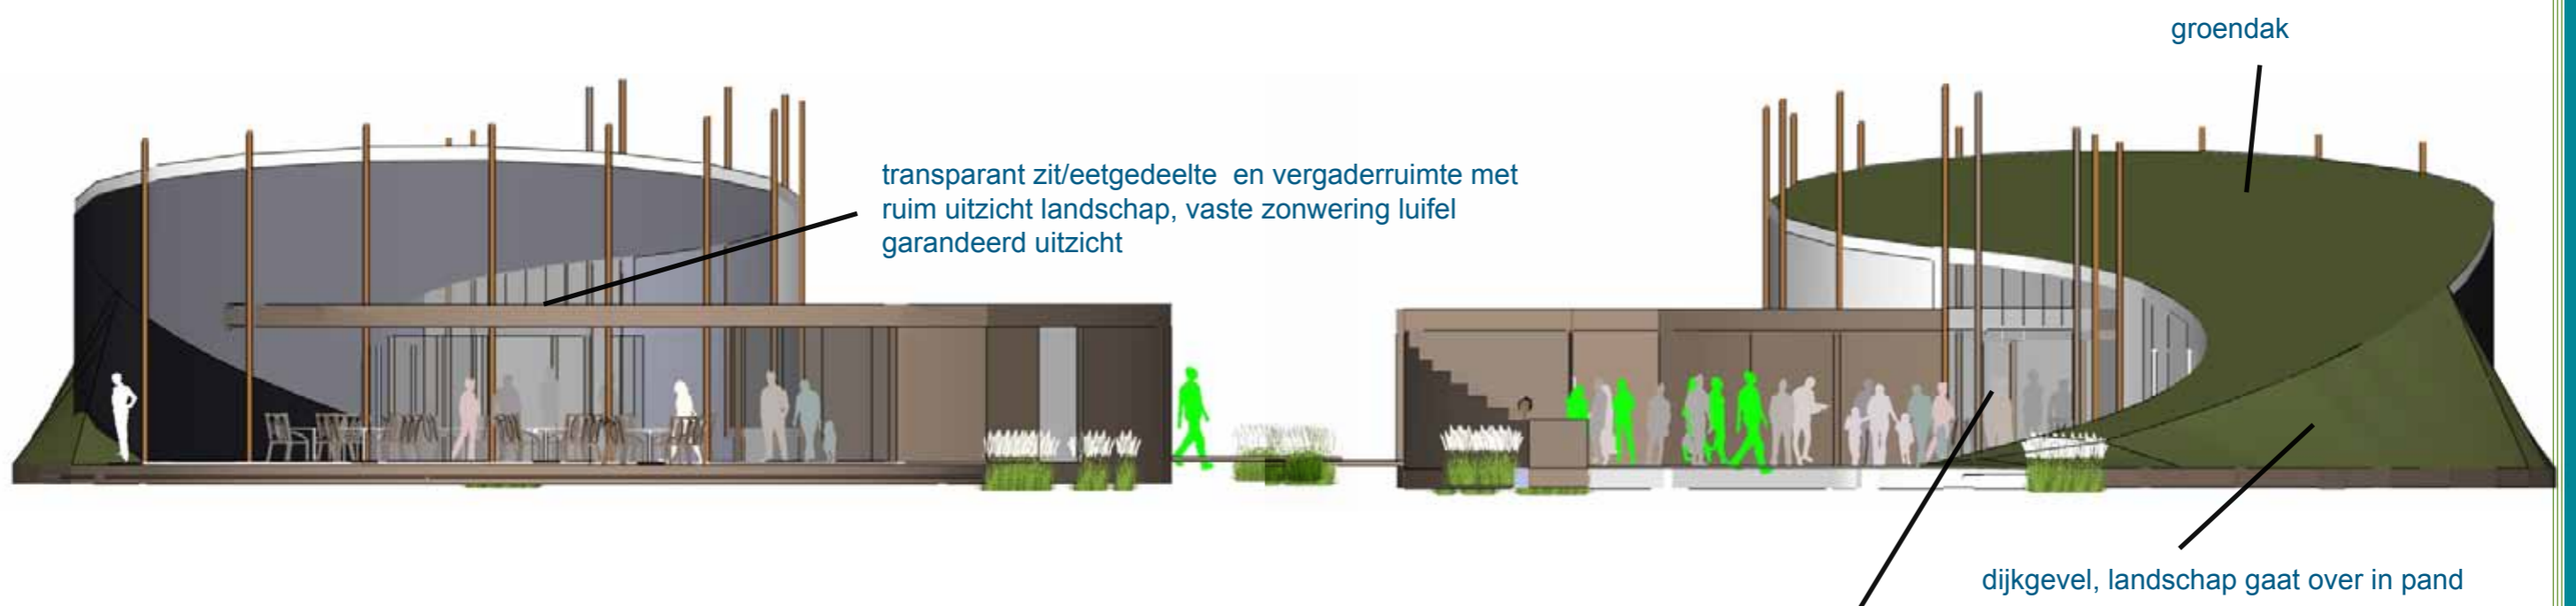 groendak
transparant zit/eetgedeelte en vergaderruimte met
ruim uitzicht landschap, vaste zonwering luifel
garandeerd uitzicht
dijkgevel, landschap gaat over in pand